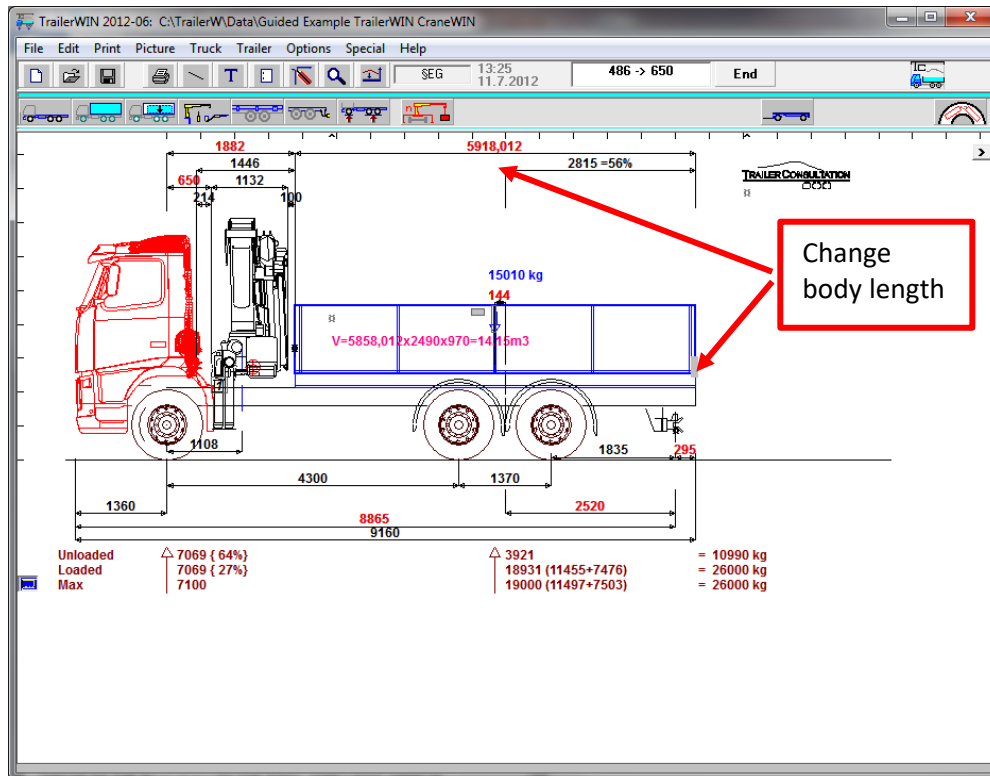 TrailerWIN 2012-06: C:\TrailerW\Data\Guided Example TrailerWIN CraneWIN
File Edit Print Picture Truck Trailer Options Special Help
T §EG 13:25 486 -> 650 End TC
11.7.2012
n
1882 5918,012
1446 2815 =56%
650 1132
214 100
TRAILER CONSULTATION
Change
body length
15010 kg
144
V=5858,012x2490x970=14,15m3
1108 1835 295
4300 1370
1360 2520
8865
9160
Unloaded 7069 { 64%} 3921 = 10990 kg
Loaded 7069 { 27%} 18931 (11455+7476) = 26000 kg
Max 7100 19000 (11497+7503) = 26000 kg